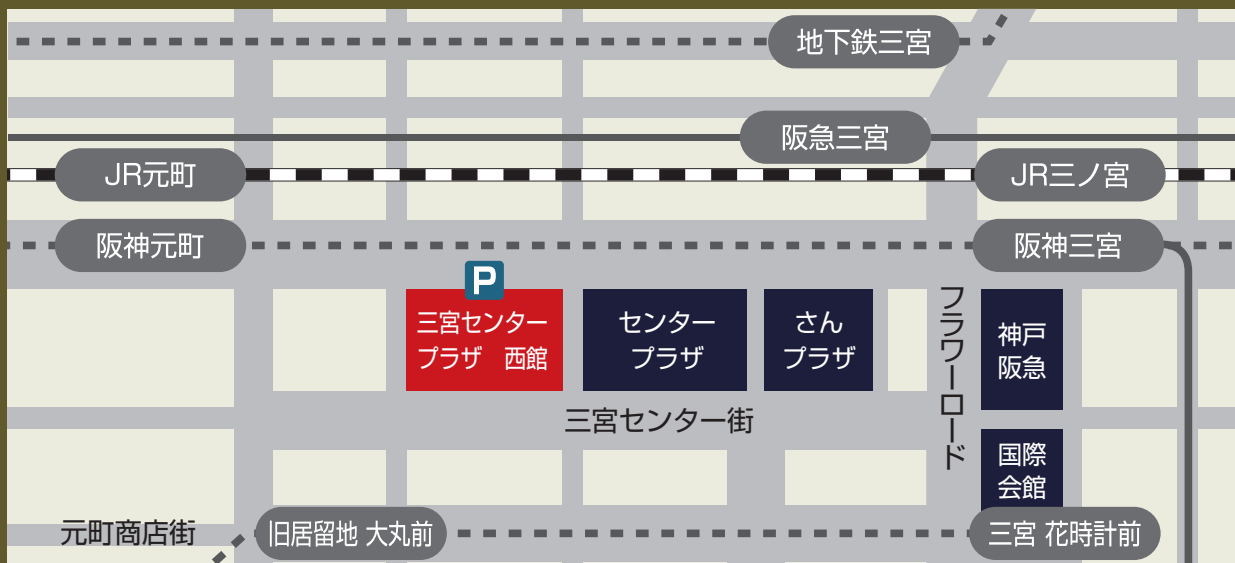 地下鉄三宮
阪急三宮
JR元町
JR三ノ宮
阪神元町
阪神三宮
P
三宮センター
プラザ 西館
センター
プラザ
さん
プラザ
フラワーロード
神戸
阪急
三宮センター街
国際
会館
元町商店街
旧居留地 大丸前
三宮 花時計前